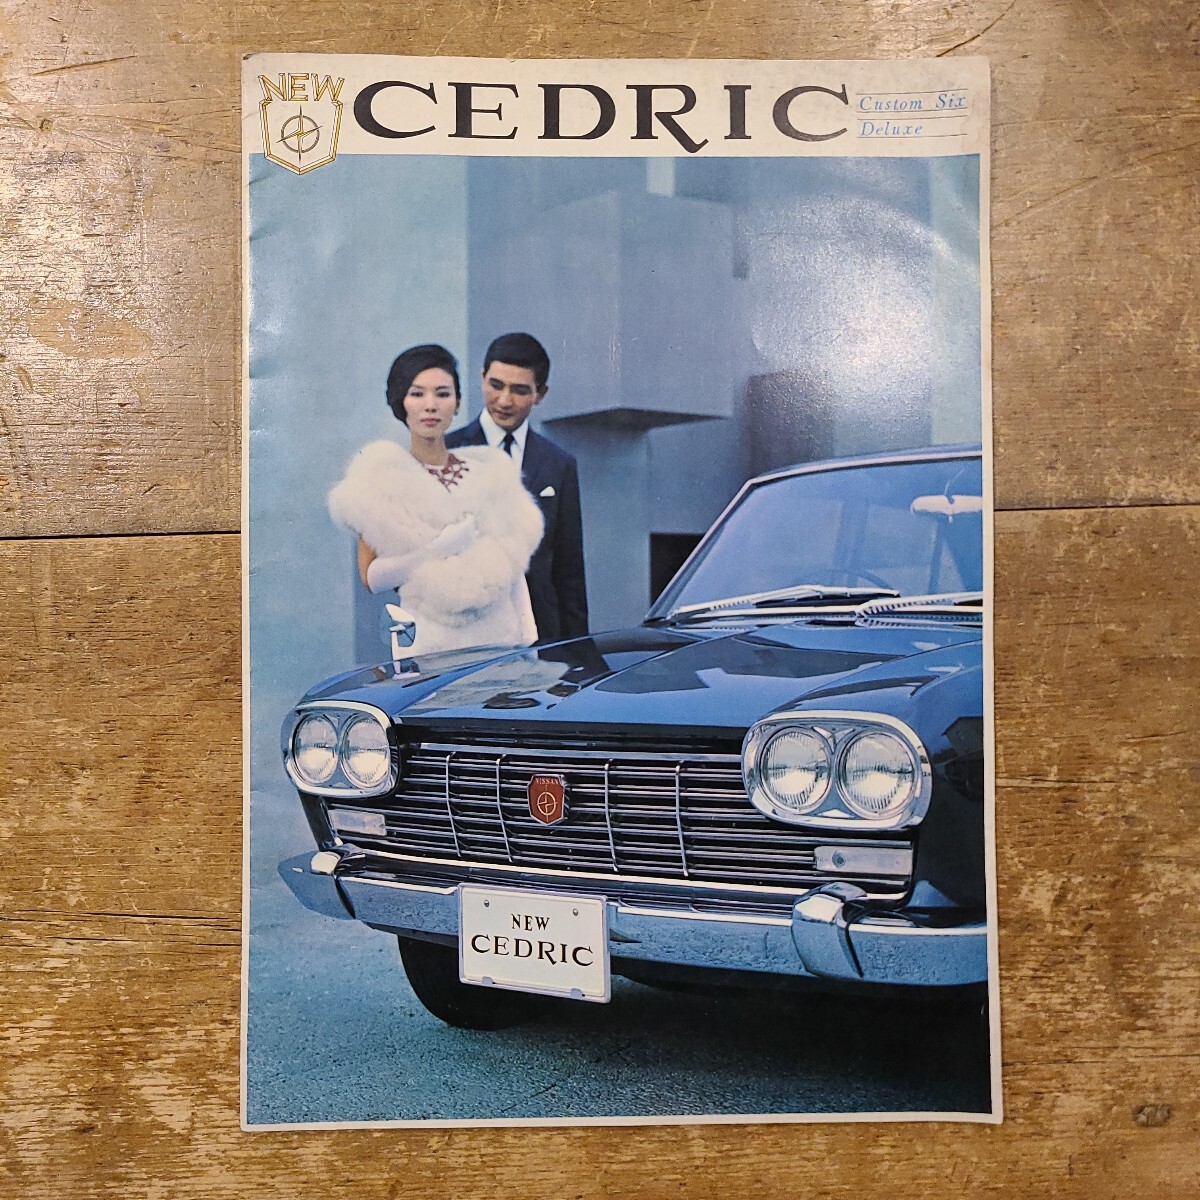 NEW
CEDRIC
Custom Six
Deluxe
NISSAN
NEW
CEDRIC